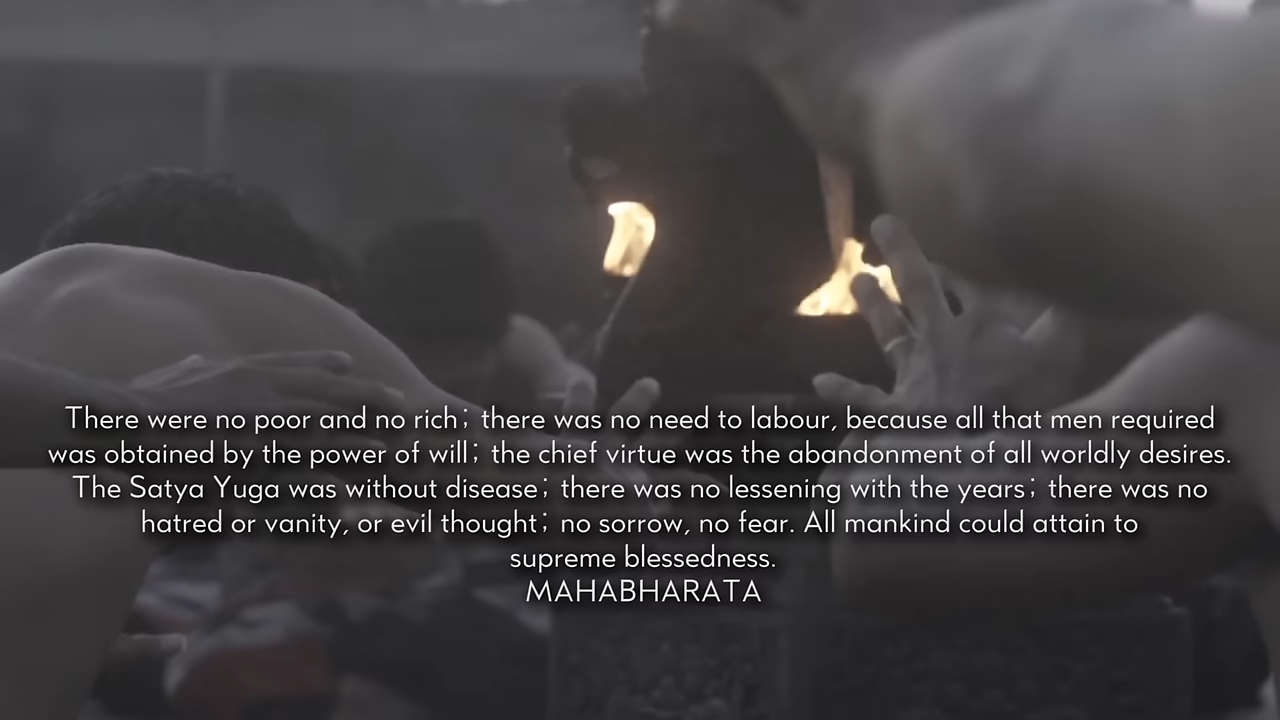 There were no poor and no rich; there was no need to labour, because all that men required
was obtained by the power of will; the chief virtue was the abandonment of all worldly desires.
The Satya Yuga was without disease; there was no lessening with the years; there was no
hatred or vanity, or evil thought; no sorrow, no fear. All mankind could attain to
supreme blessedness.
MAHABHARATA